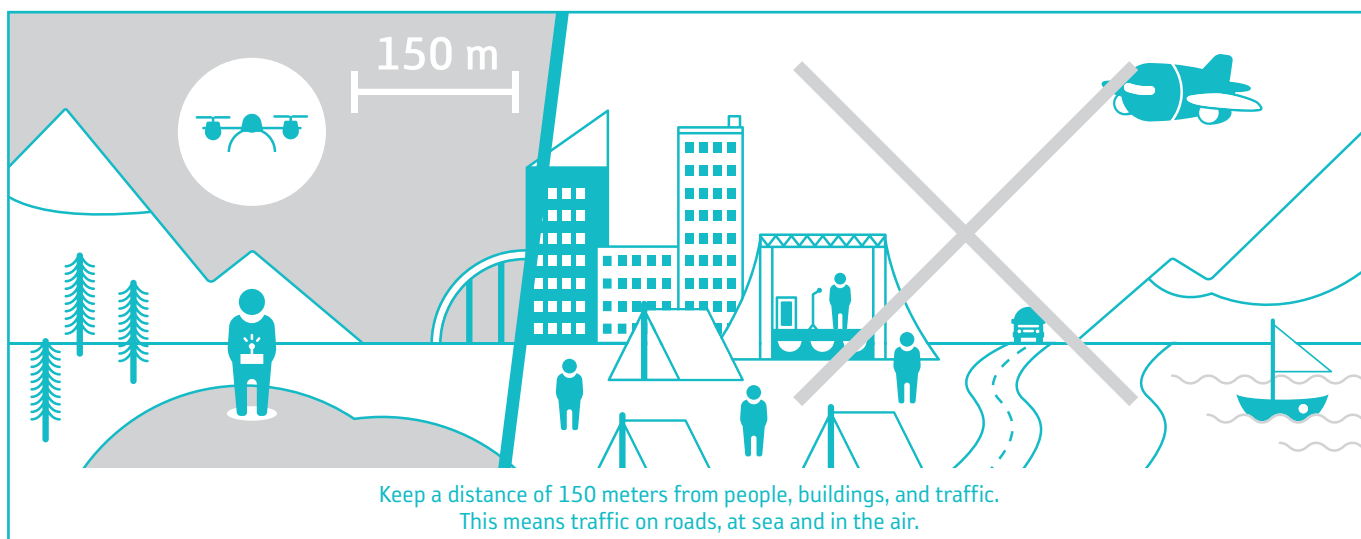 150 m
Keep a distance of 150 meters from people, buildings, and traffic.
This means traffic on roads, at sea and in the air.